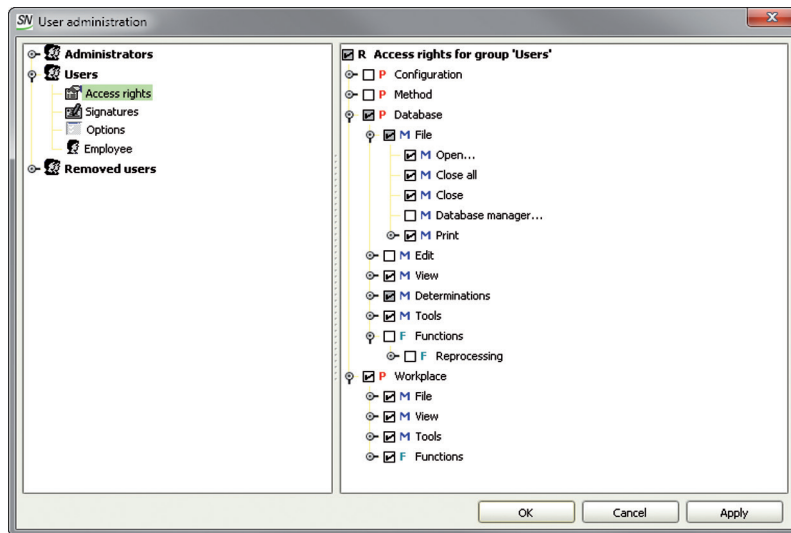 SN User administration
Administrators
Users
Access rights
Signatures
Options
Employee
Removed users
R Access rights for group 'Users'
P Configuration
P Method
P Database
M File
M Open...
M Close all
M Close
M Database manager...
M Print
M Edit
M View
M Determinations
M Tools
F Functions
F Reprocessing
P Workplace
M File
M View
M Tools
F Functions
OK Cancel Apply